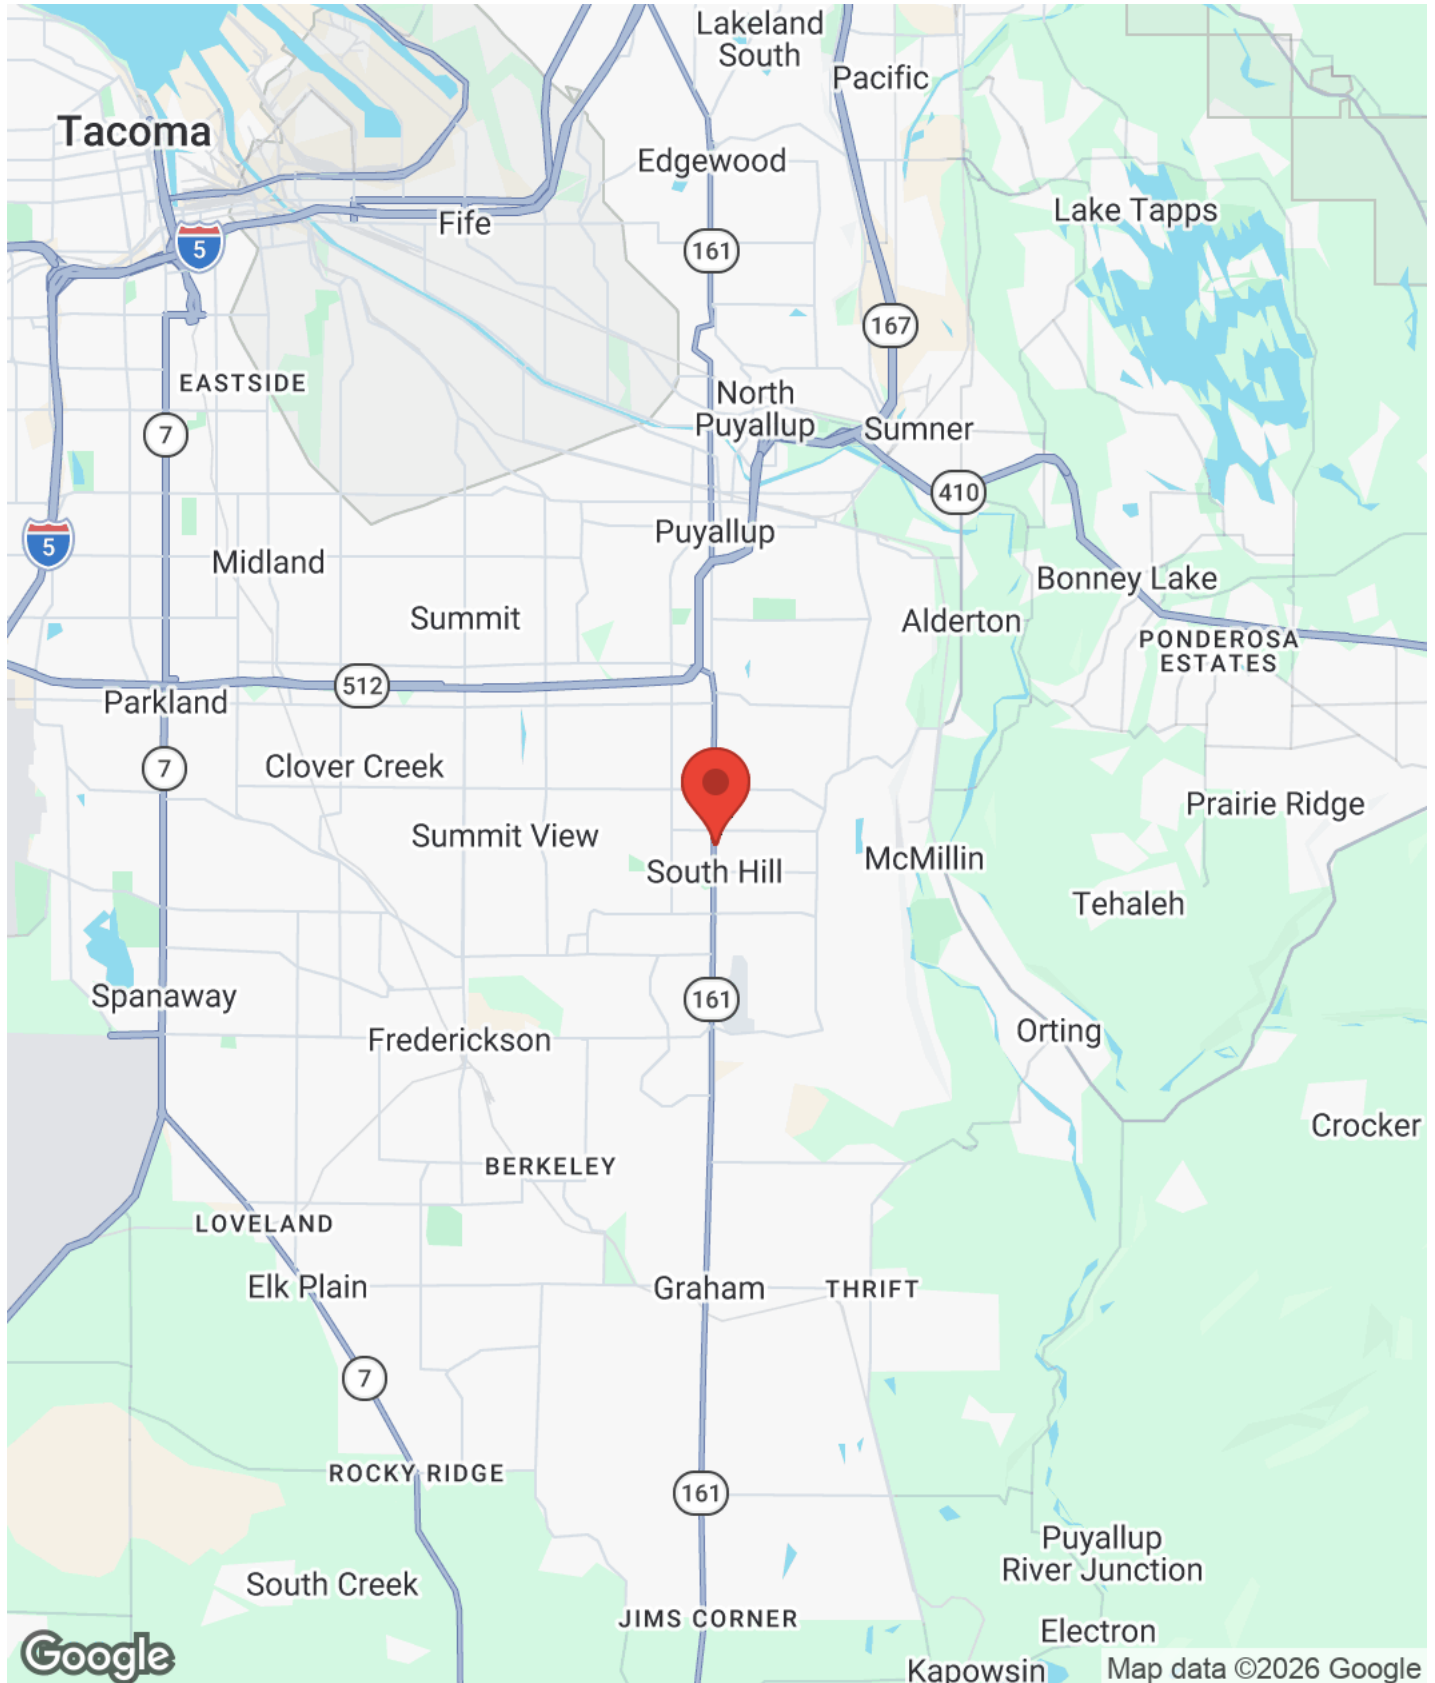 Lakeland
South
Pacific
Tacoma
Edgewood
Lake Tapps
Fife
5
161
167
EASTSIDE
North
Puyallup
7
Sumner
410
Puyallup
5
Midland
Bonney Lake
Summit
Alderton
PONDEROSA
ESTATES
512
Parkland
7
Clover Creek
Prairie Ridge
Summit View
McMillin
South Hill
Tehaleh
Spanaway
161
Orting
Frederickson
Crocker
BERKELEY
LOVELAND
Elk Plain
Graham
THRIFT
7
ROCKY RIDGE
161
Puyallup
River Junction
South Creek
JIMS CORNER
Electron
Google
Kapowsin
Map data ©2026 Google